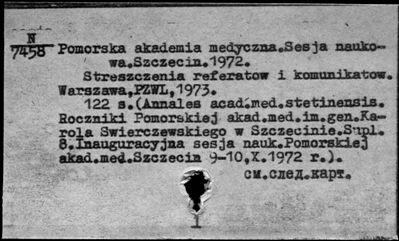 N
7458
Pomorska akademia medyczna.Sesja nauko-
wa.Szczecin.1972.
Streszczenia referatow i komunikatow.
Warszawa,PZWL,1973.
122 s.(Annales acad.med.stetinensis.
Roczniki Pomorskiej akad.med.im.gen.Ka-
rola Swierczewskiego w Szczecinie.Supl.
8.Inauguracyjna sesja nauk.Pomorskiej
akad.med.Szczecin 9-10,X.1972 r.).
см.след.карт.